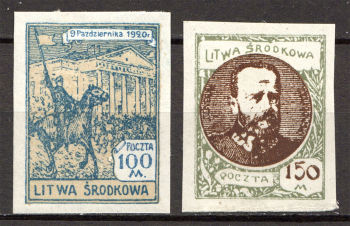 9 Października 1920r.
POCZTA
100
M.
LITWA ŚRODKOWA
LITWA ŚRODKOWA
POCZTA
150
M